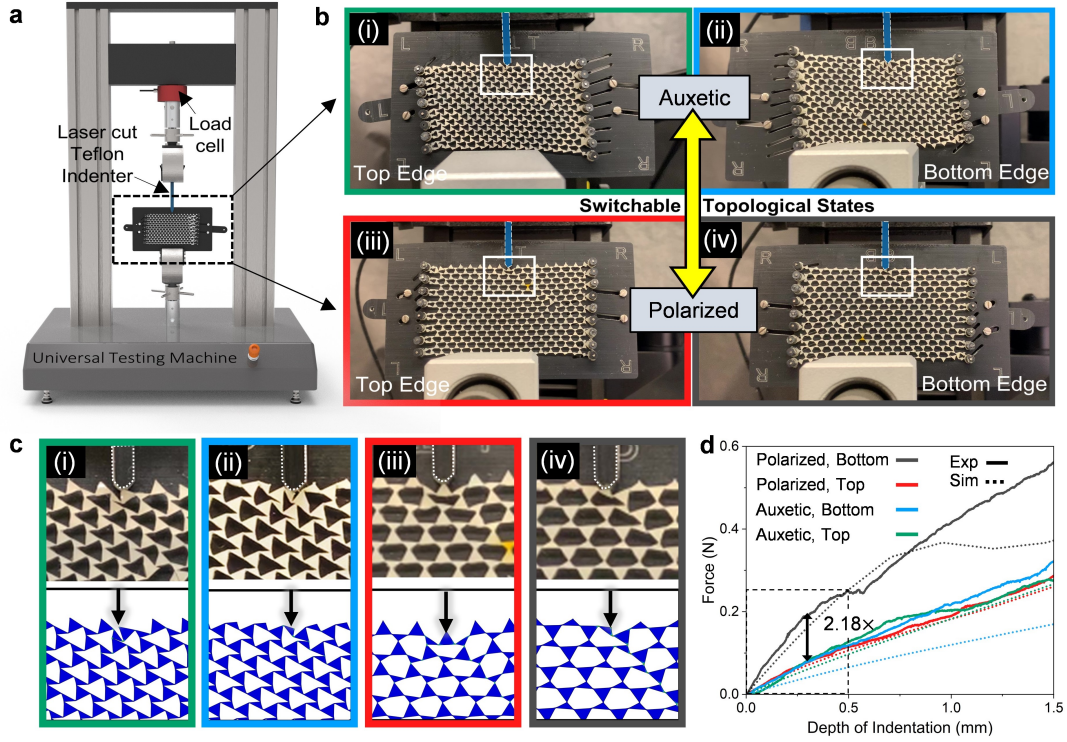 a
Load
cell
Laser cut
Teflon
Indenter
Universal Testing Machine
b
(i)
(ii)
L
T
R
B
L
Auxetic
L
R
Top Edge
Bottom Edge
Switchable
Topological States
(iii)
(iv)
L
R
Polarized
L
R
Top Edge
Bottom Edge
c
(i)
(ii)
(iii)
(iv)
d
0.6
Polarized, Bottom
Exp
Polarized, Top
Sim
Auxetic, Bottom
Auxetic, Top
0.4
Force (N)
0.2
2.18×
0.0
0.0
0.5
1.0
1.5
Depth of Indentation (mm)